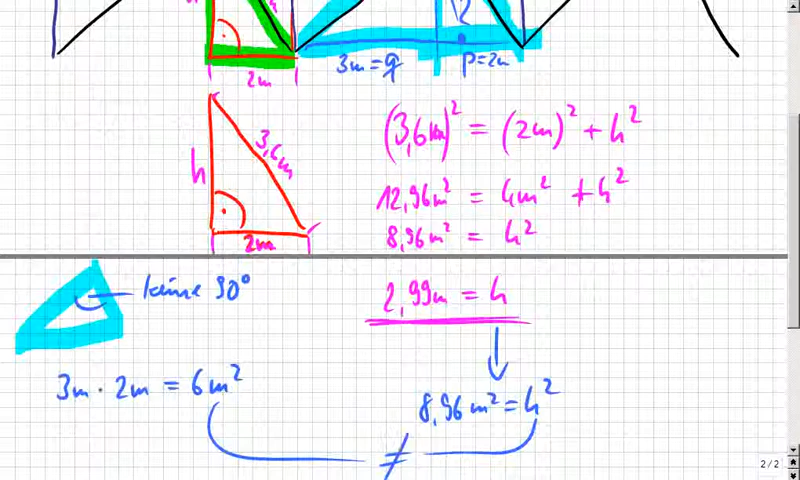 2m
3m = q
p = 2m
h
3,6m
2m
(3,6m)² = (2m)² + h²
12,96m² = 4m² + h²
8,96m² = h²
keine 90°
2,99m = h
3m · 2m = 6m²
8,96m² = h²
≠
2/2